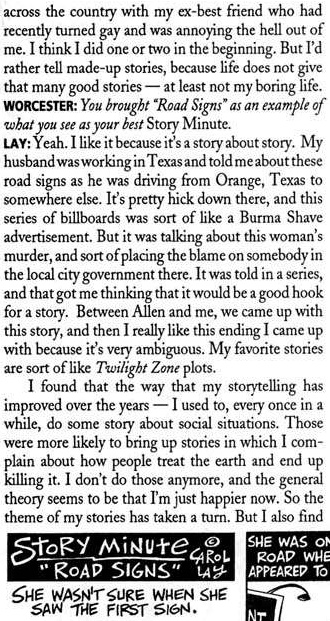 across the country with my ex-best friend who had
recently turned gay and was annoying the hell out of
me. I think I did one or two in the beginning. But I'd
rather tell made-up stories, because life does not give
that many good stories — at least not my boring life.
WORCESTER: You brought "Road Signs" as an example of
what you see as your best Story Minute.
LAY: Yeah. I like it because it's a story about story. My
husband was working in Texas and told me about these
road signs as he was driving from Orange, Texas to
somewhere else. It's pretty hick down there, and this
series of billboards was sort of like a Burma Shave
advertisement. But it was talking about this woman's
murder, and sort of placing the blame on somebody in
the local city government there. It was told in a series,
and that got me thinking that it would be a good hook
for a story. Between Allen and me, we came up with
this story, and then I really like this ending I came up
with because it's very ambiguous. My favorite stories
are sort of like Twilight Zone plots.
I found that the way that my storytelling has
improved over the years — I used to, every once in a
while, do some story about social situations. Those
were more likely to bring up stories in which I com-
plain about how people treat the earth and end up
killing it. I don't do those anymore, and the general
theory seems to be that I'm just happier now. So the
theme of my stories has taken a turn. But I also find
STORY MINUTE © CAROL LAY
"ROAD SIGNS"
SHE WASN'T SURE WHEN SHE
SAW THE FIRST SIGN.
SHE WAS ON
ROAD WHE
APPEARED TO
NT